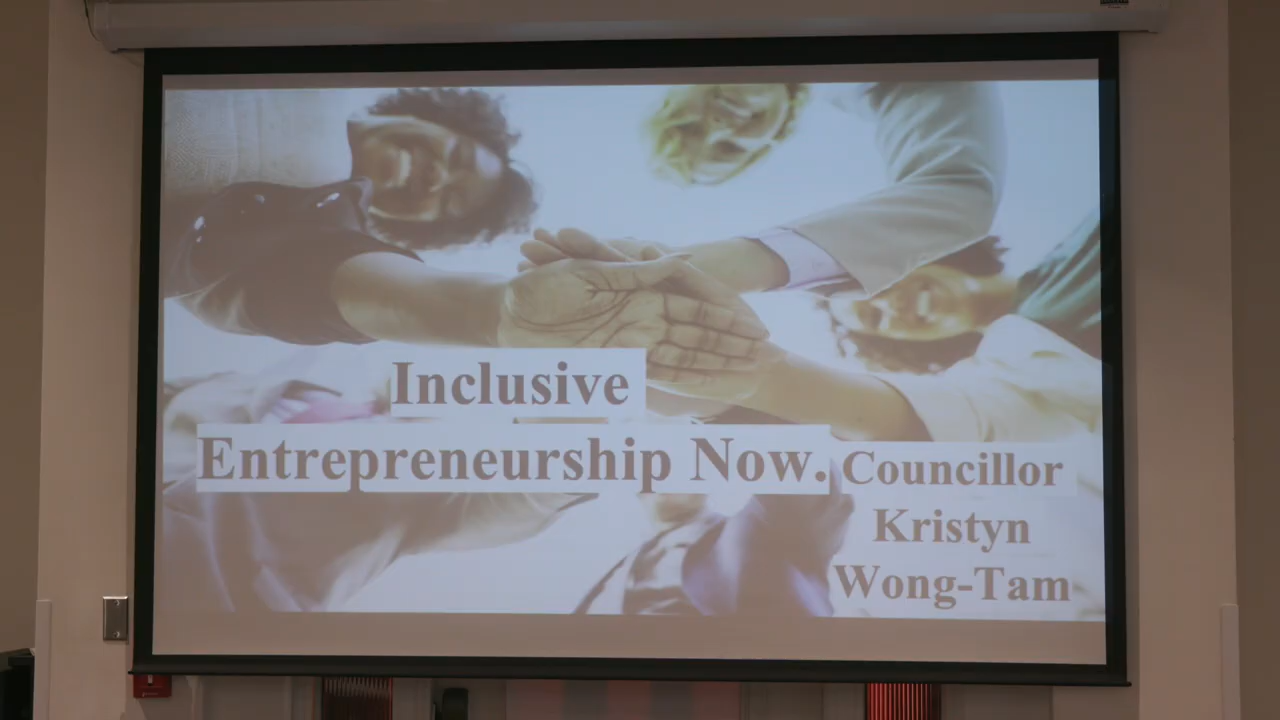 Inclusive
Entrepreneurship Now.
Councillor
Kristyn
Wong-Tam